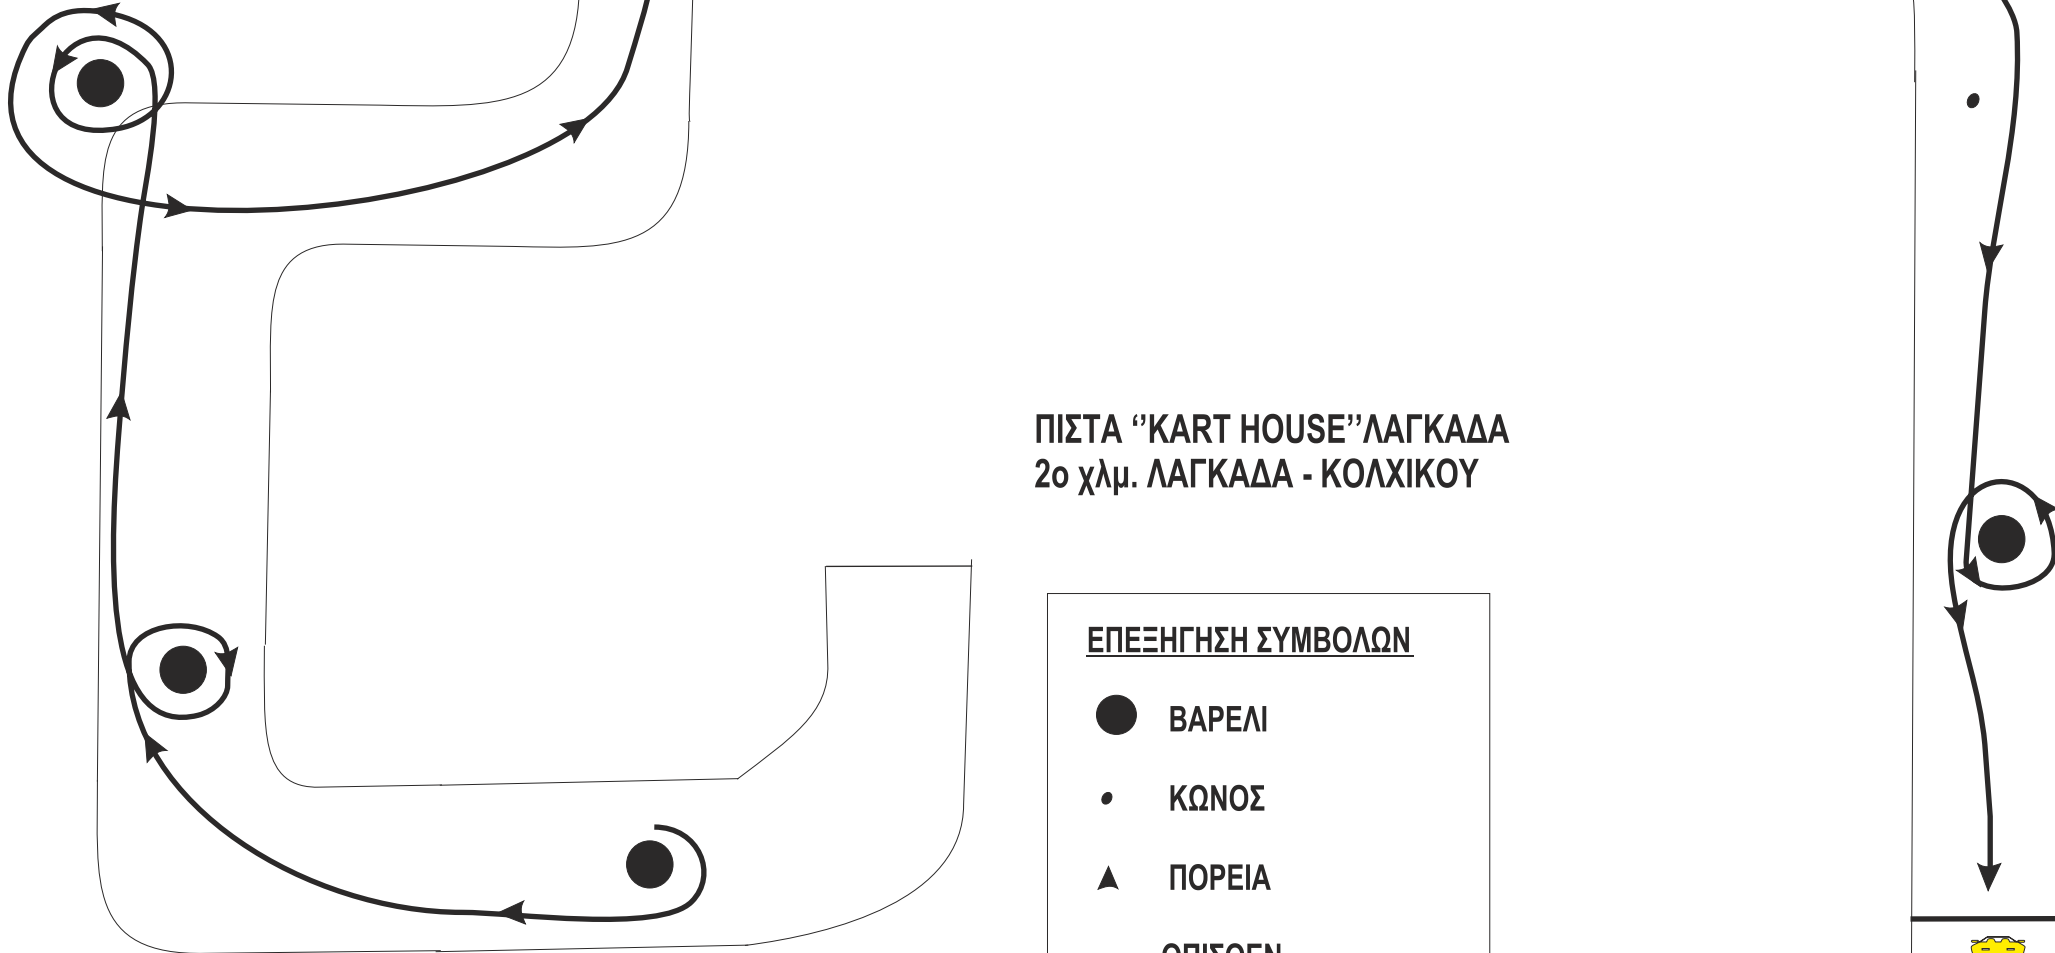 ΠΙΣΤΑ ‘’KART HOUSE’’ΛΑΓΚΑΔΑ
2ο χλμ. ΛΑΓΚΑΔΑ - ΚΟΛΧΙΚΟΥ
ΕΠΕΞΗΓΗΣΗ ΣΥΜΒΟΛΩΝ
ΒΑΡΕΛΙ
ΚΩΝΟΣ
ΠΟΡΕΙΑ